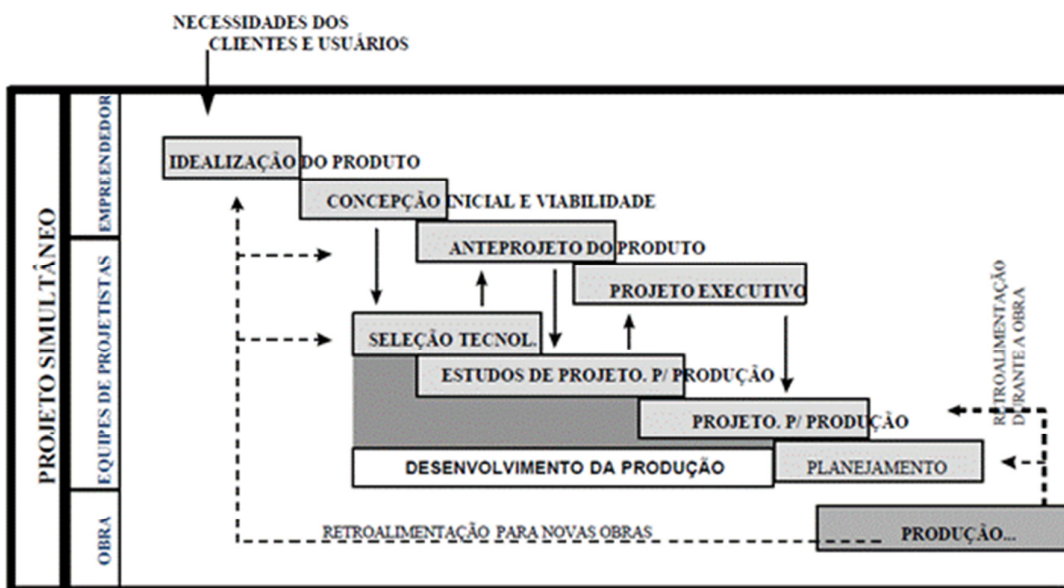 NECESSIDADES DOS
CLIENTES E USUÁRIOS
PROJETO SIMULTÂNEO
EMPREENDEDOR
EQUIPES DE PROJETISTAS
OBRA
IDEALIZAÇÃO DO PRODUTO
CONCEPÇÃO INICIAL E VIABILIDADE
ANTEPROJETO DO PRODUTO
PROJETO EXECUTIVO
SELEÇÃO TECNOL.
ESTUDOS DE PROJETO. P/ PRODUÇÃO
PROJETO. P/ PRODUÇÃO
DESENVOLVIMENTO DA PRODUÇÃO
PLANEJAMENTO
RETROALIMENTAÇÃO
DURANTE A OBRA
RETROALIMENTAÇÃO PARA NOVAS OBRAS
PRODUÇÃO...